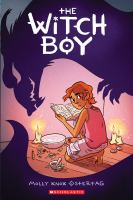 THE
WITCH
BOY
MOLLY KNOX OSTERTAG
SCHOLASTIC